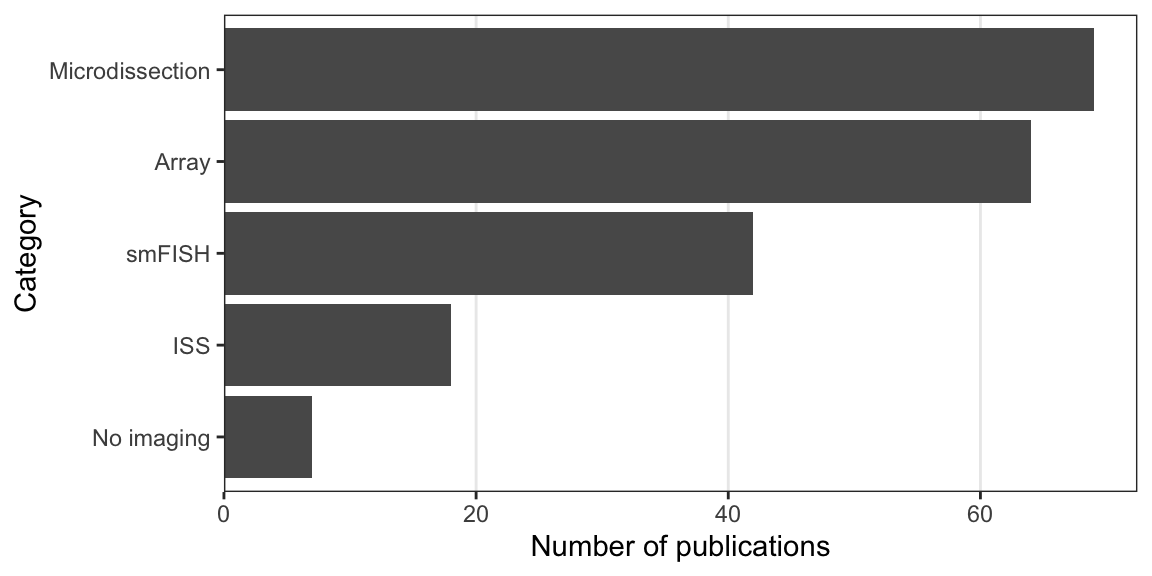 Microdissection
Array
smFISH
ISS
No imaging
Category
0 20 40 60
Number of publications